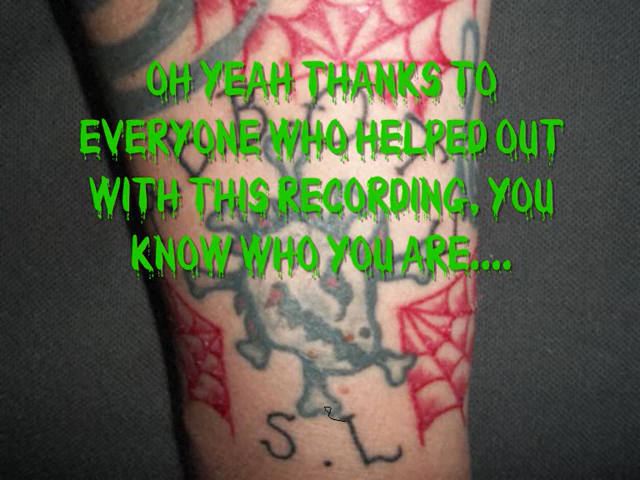 OH YEAH THANKS TO
EVERYONE WHO HELPED OUT
WITH THIS RECORDING, YOU
KNOW WHO YOU ARE....
S.L